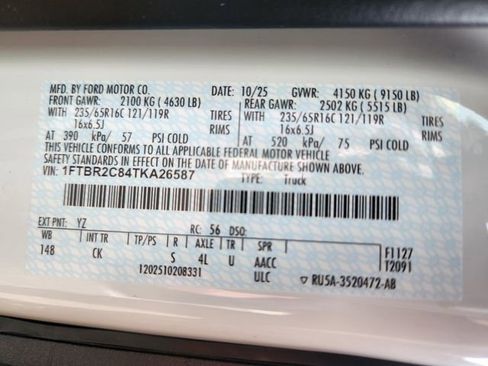 MFD. BY FORD MOTOR CO. 10/25 GVWR: 4150 KG (9150 LB)
FRONT GAWR: 2100 KG (4630 LB) REAR GAWR: 2502 KG (5515 LB)
WITH 235/65R16C 121/119R TIRES WITH 235/65R16C 121/119R TIRES
16x6.5J RIMS 16x6.5J RIMS
AT 390 kPa/ 57 PSI COLD AT 520 kPa/ 75 PSI COLD
THIS VEHICLE CONFORMS TO ALL APPLICABLE FEDERAL MOTOR VEHICLE
SAFETY STANDARDS IN EFFECT ON THE DATE OF MANUFACTURE SHOWN ABOVE.
VIN: 1FTBR2C84TKA26587 TYPE: Truck
EXT PNT: YZ RC: 56 DSO:
WB INT TR TP/PS R AXLE TR SPR F1127
148 CK S 4L U AACC T2091
1202510208331 ULC ▽ RU5A-3520472-AB